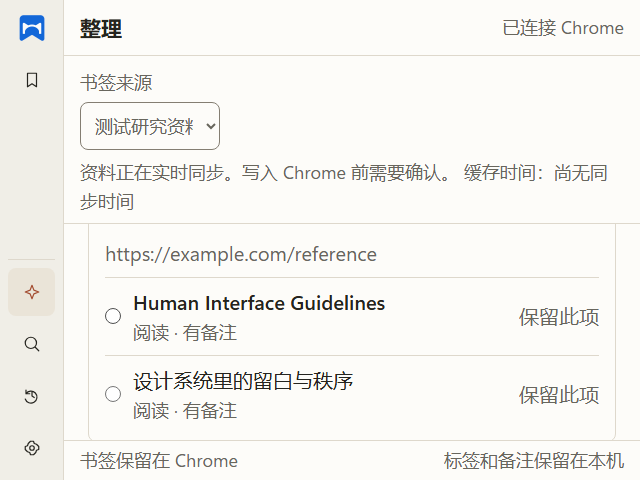 整理
已连接 Chrome
书签来源
测试研究资料
资料正在实时同步。写入 Chrome 前需要确认。 缓存时间：尚无同
步时间
https://example.com/reference
Human Interface Guidelines
阅读 · 有备注
保留此项
设计系统里的留白与秩序
阅读 · 有备注
保留此项
书签保留在 Chrome
标签和备注保留在本机